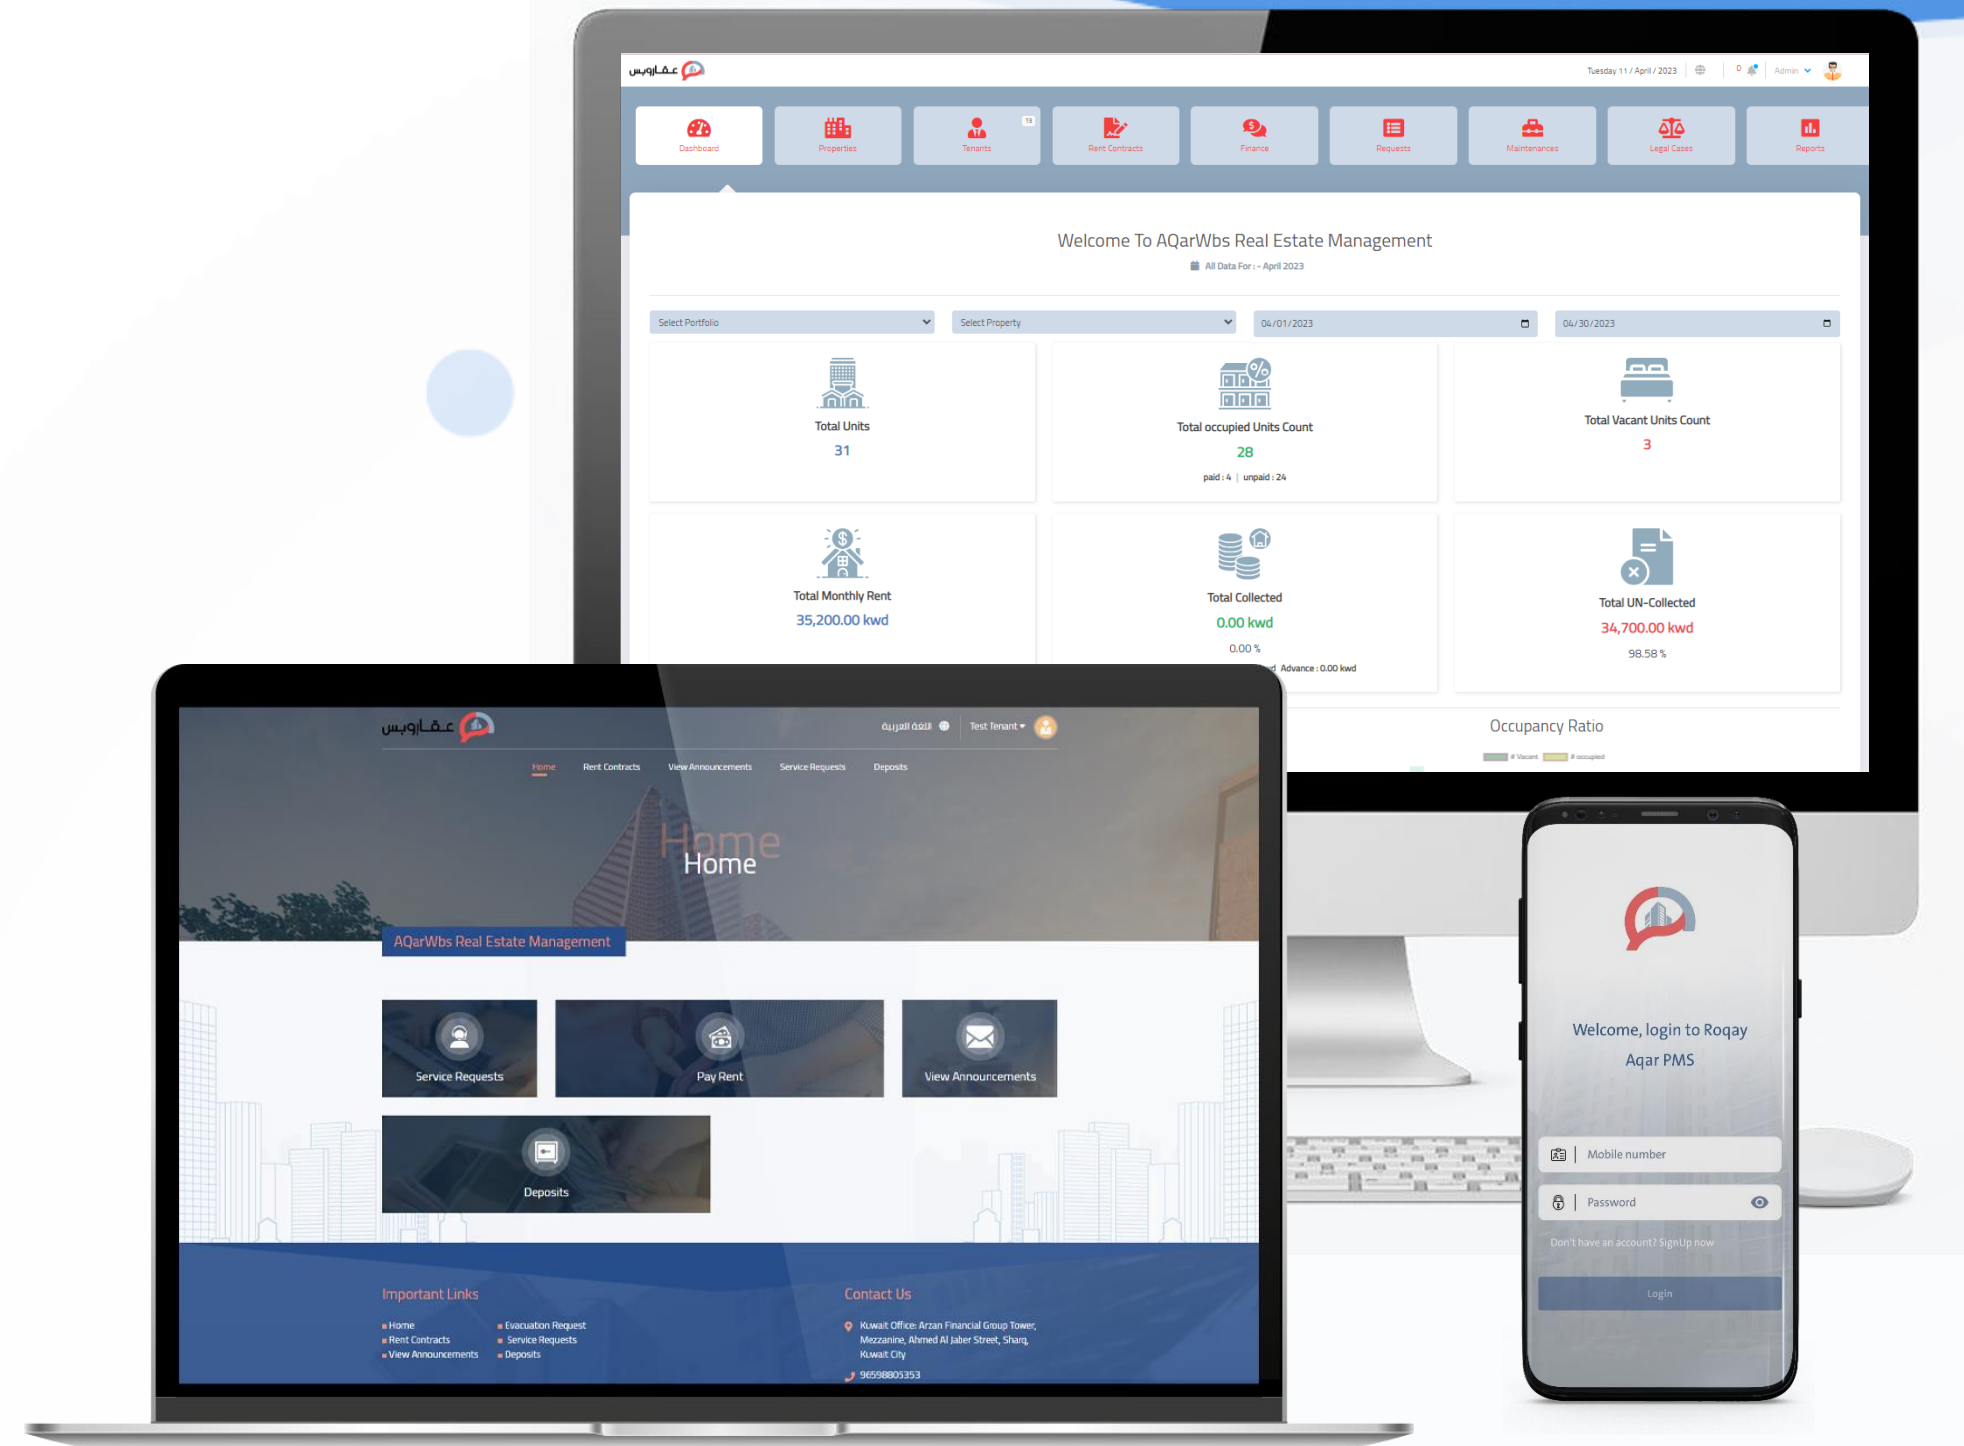 عقاروبس
Tuesday 11 / April / 2023
0
Admin
Dashboard
Properties
Tenants
13
Rent Contracts
Finance
Requests
Maintenances
Legal Cases
Reports
Welcome To AQarWbs Real Estate Management
All Data For : - April 2023
Select Portfolio
Select Property
04/01/2023
04/30/2023
Total Units
31
Total occupied Units Count
28
paid : 4 | unpaid : 24
Total Vacant Units Count
3
Total Monthly Rent
35,200.00 kwd
Total Collected
0.00 kwd
0.00 %
Advance : 0.00 kwd
Total UN-Collected
34,700.00 kwd
98.58 %
Occupancy Ratio
# Vacant
# occupied
عقاروبس
اللغة العربية
Test Tenant
Home
Rent Contracts
View Announcements
Service Requests
Deposits
Home
Home
AQarWbs Real Estate Management
Service Requests
Pay Rent
View Announcements
Deposits
Important Links
Home
Evacuation Request
Rent Contracts
Service Requests
View Announcements
Deposits
Contact Us
Kuwait Office: Arzan Financial Group Tower,
Mezzanine, Ahmed Al Jaber Street, Sharq,
Kuwait City
96598805353
Welcome, login to Roqay
Aqar PMS
Mobile number
Password
Don't have an account? SignUp now
Login